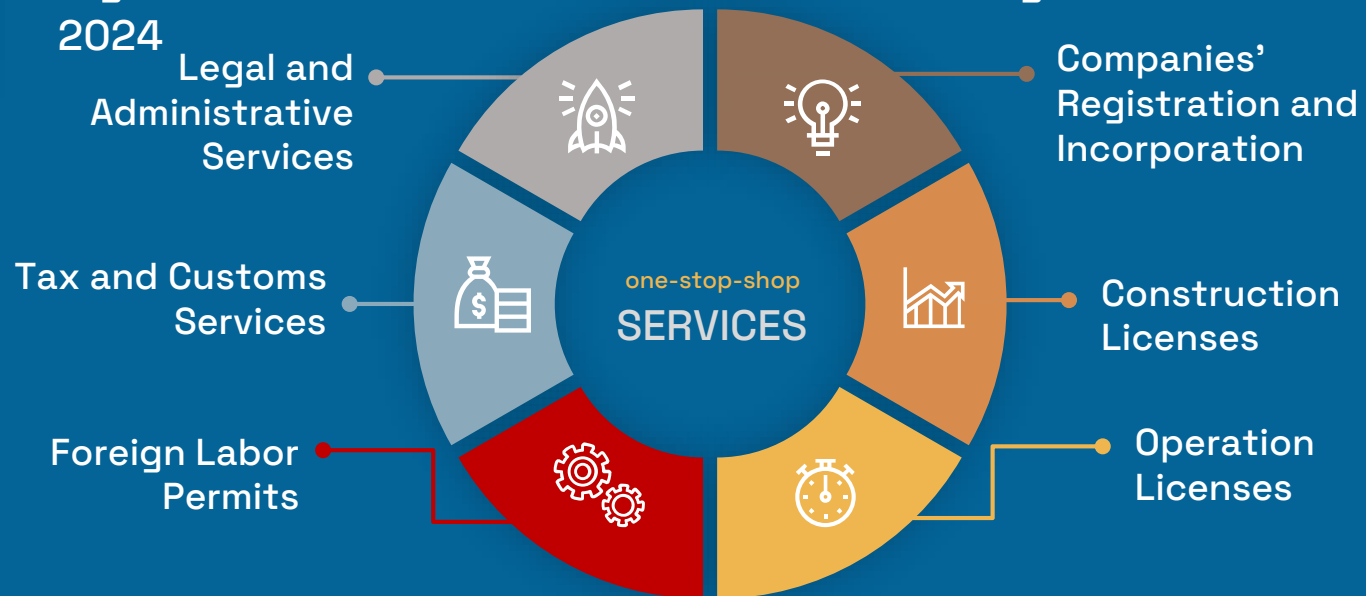 2024
Legal and
Administrative
Services
Companies’
Registration and
Incorporation
Tax and Customs
Services
one-stop-shop
SERVICES
$
Construction
Licenses
Foreign Labor
Permits
Operation
Licenses